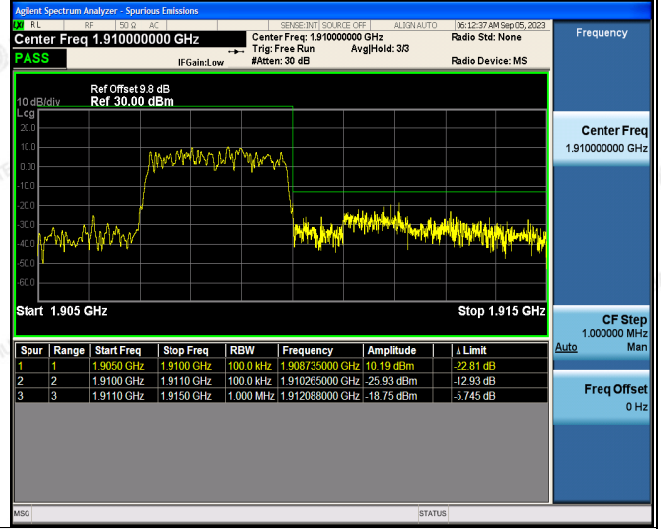 Agilent Spectrum Analyzer - Spurious Emissions
LXI RL RF 50 Ω AC SENSE:INT SOURCE OFF ALIGN AUTO 06:12:37 AM Sep 05, 2023
Center Freq 1.910000000 GHz
Center Freq: 1.910000000 GHz Radio Std: None
Trig: Free Run Avg|Hold: 3/3
PASS IFGain:Low #Atten: 30 dB Radio Device: MS
Frequency
Ref Offset 9.8 dB
10 dB/div Ref 30.00 dBm
Log
20.0
10.0
0.00
-10.0
-20.0
-30.0
-40.0
-50.0
-60.0
Start 1.905 GHz Stop 1.915 GHz
Center Freq
1.910000000 GHz
CF Step
1.000000 MHz
Auto Man
Freq Offset
0 Hz
Spur Range Start Freq Stop Freq RBW Frequency Amplitude Δ Limit
1 1 1.9050 GHz 1.9100 GHz 100.0 kHz 1.908735000 GHz 10.19 dBm -22.81 dB
2 2 1.9100 GHz 1.9110 GHz 100.0 kHz 1.910265000 GHz -25.93 dBm -12.93 dB
3 3 1.9110 GHz 1.9150 GHz 1.000 MHz 1.912088000 GHz -18.75 dBm -5.745 dB
MSG STATUS